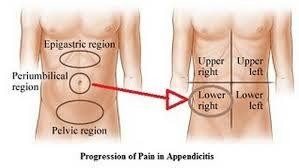 Epigastric region
Periumbilical
region
Pelvic region
Upper
right
Upper
left
Lower
right
Lower
left
Progression of Pain in Appendicitis